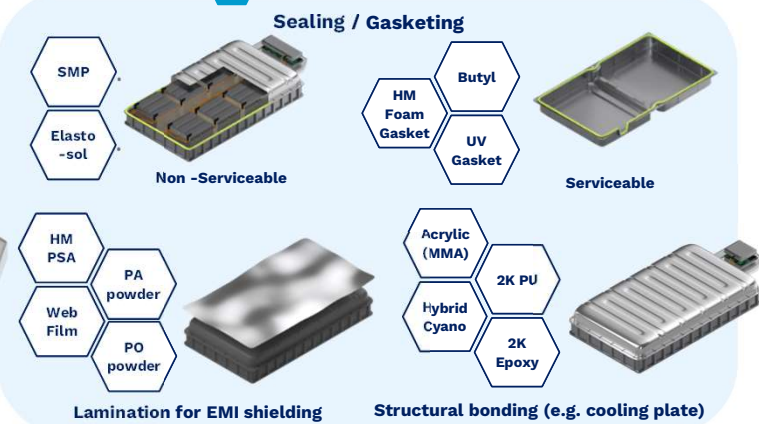 Sealing / Gasketing
SMP
Elasto
-sol
Non -Serviceable
Butyl
HM
Foam
Gasket
UV
Gasket
Serviceable
HM
PSA
PA
powder
Web
Film
PO
powder
Lamination for EMI shielding
Acrylic
(MMA)
2K PU
Hybrid
Cyano
2K
Epoxy
Structural bonding (e.g. cooling plate)